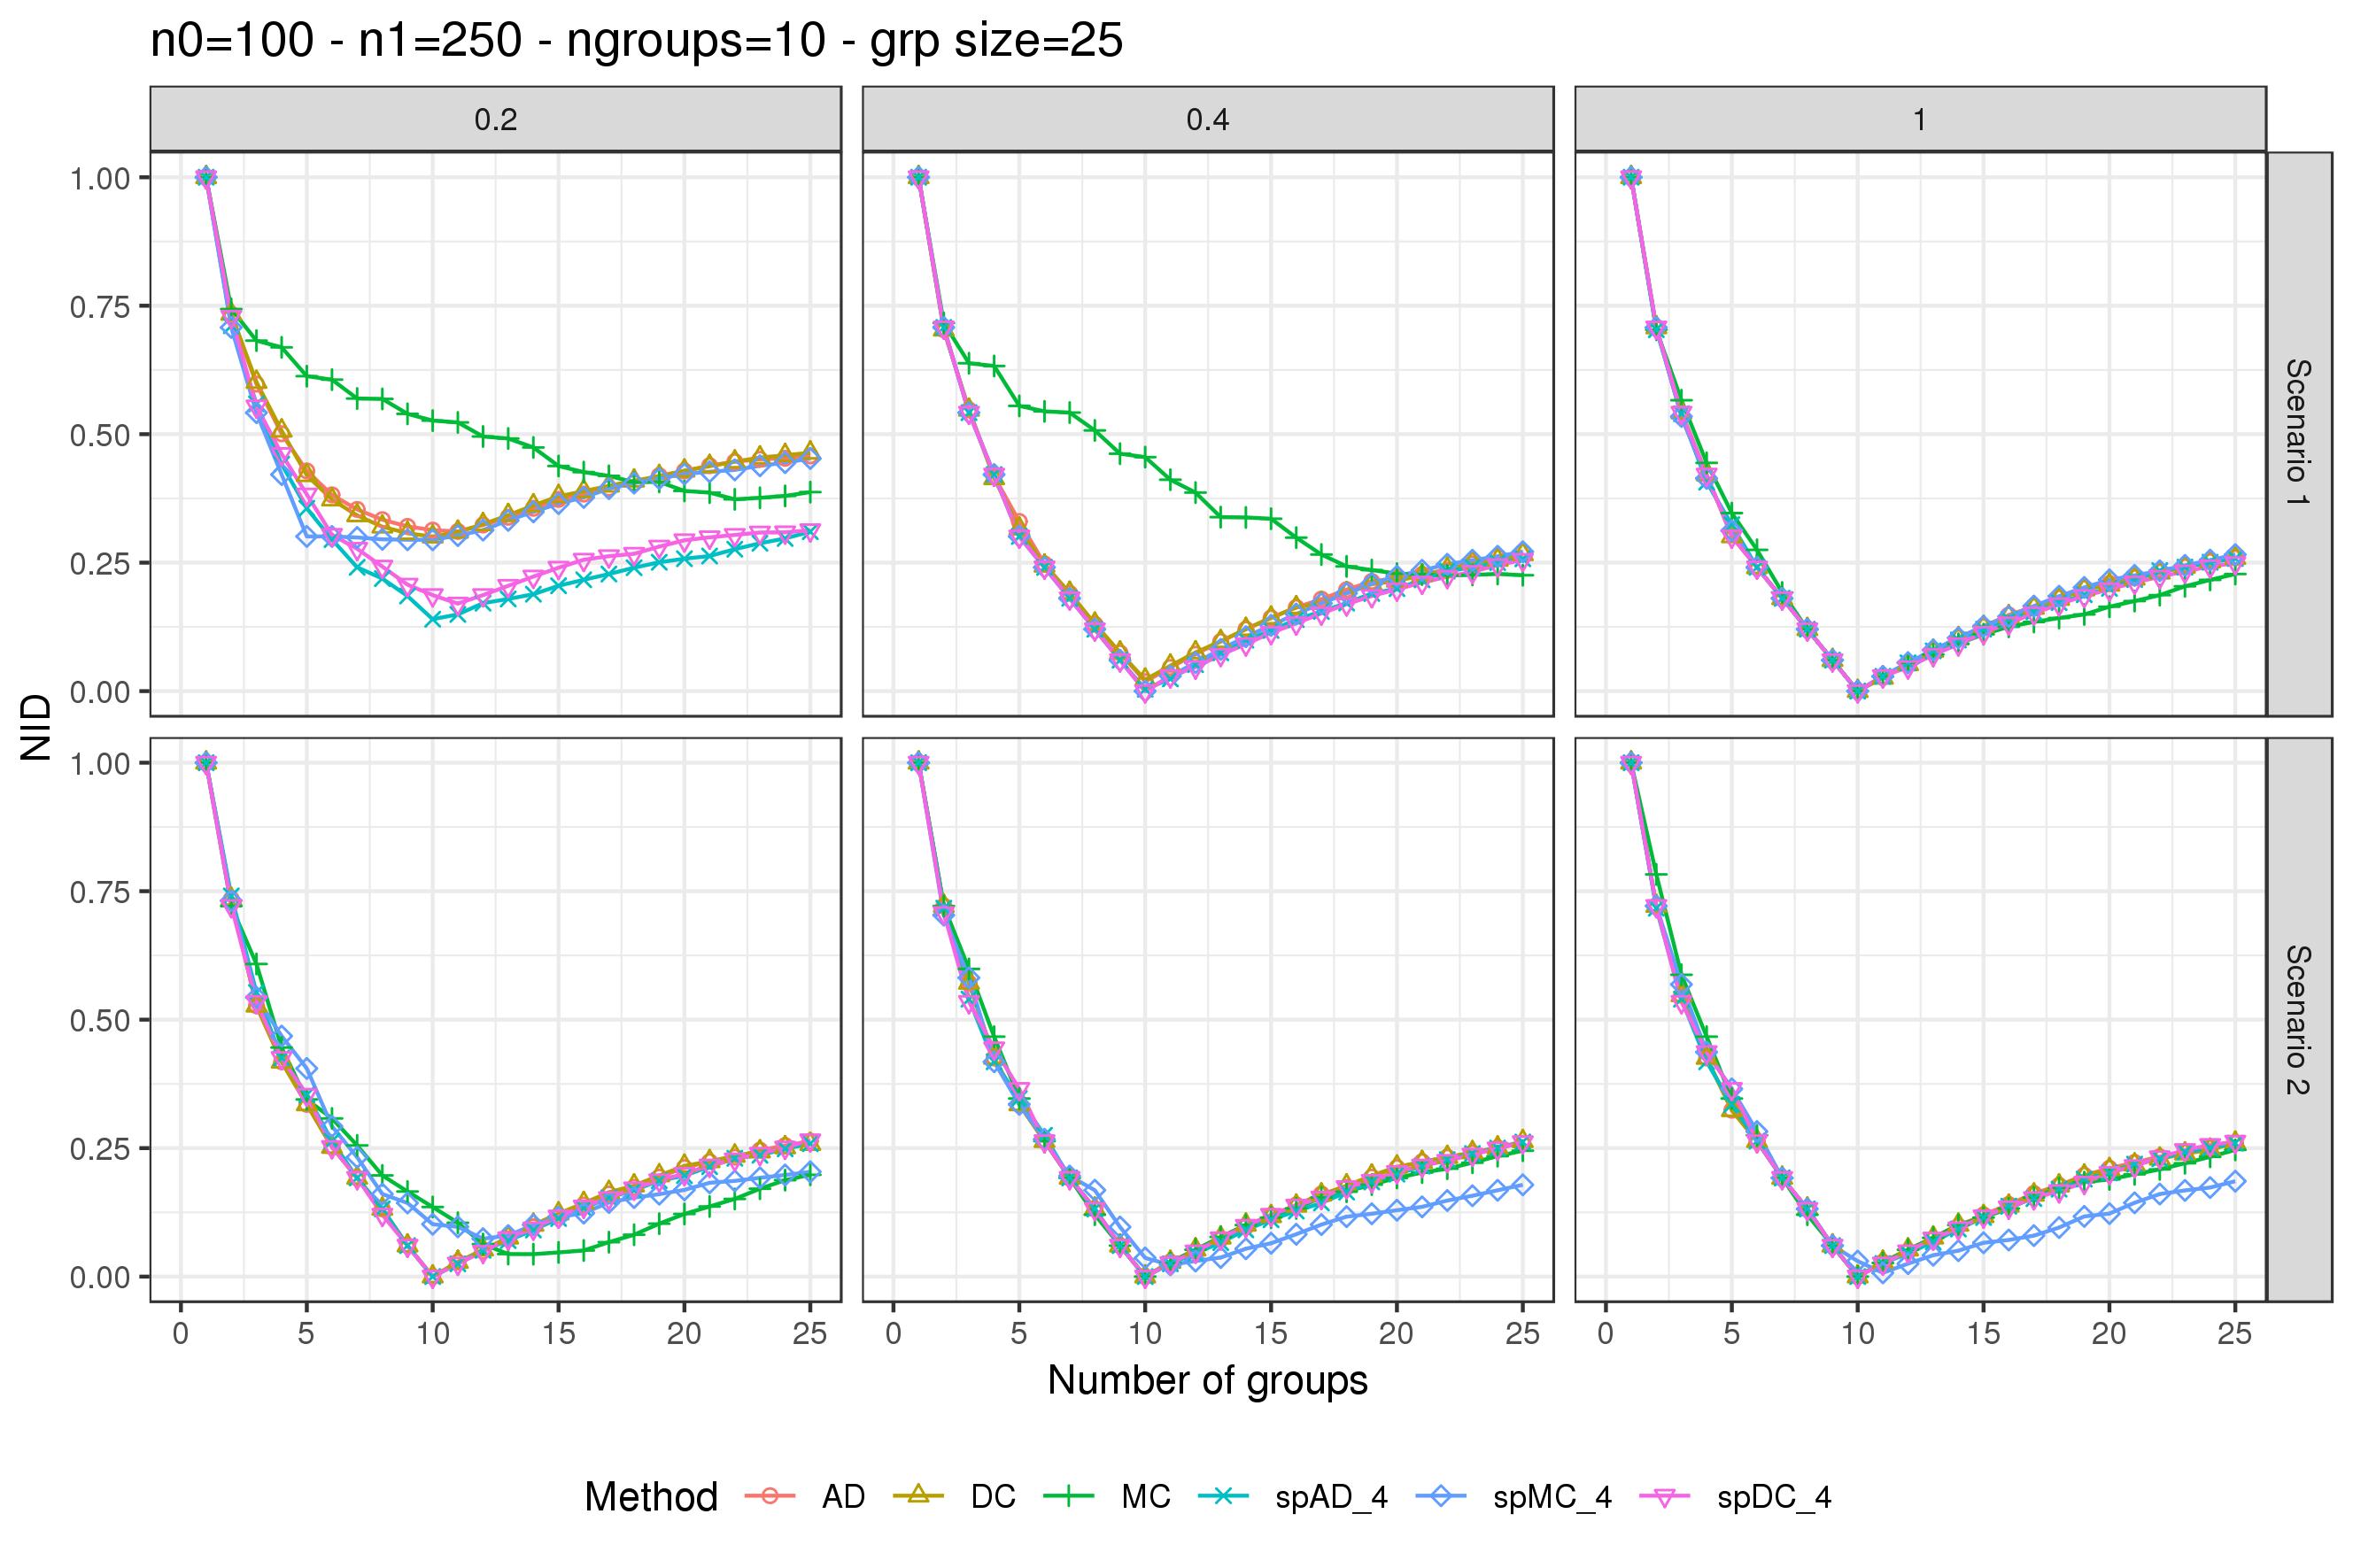 n0=100 - n1=250 - ngroups=10 - grp size=25
0.2
0.4
1
1.00
0.75
0.50
0.25
0.00
Scenario 1
1.00
0.75
0.50
0.25
0.00
Scenario 2
NID
0 5 10 15 20 25
0 5 10 15 20 25
0 5 10 15 20 25
Number of groups
Method AD DC MC spAD_4 spMC_4 spDC_4